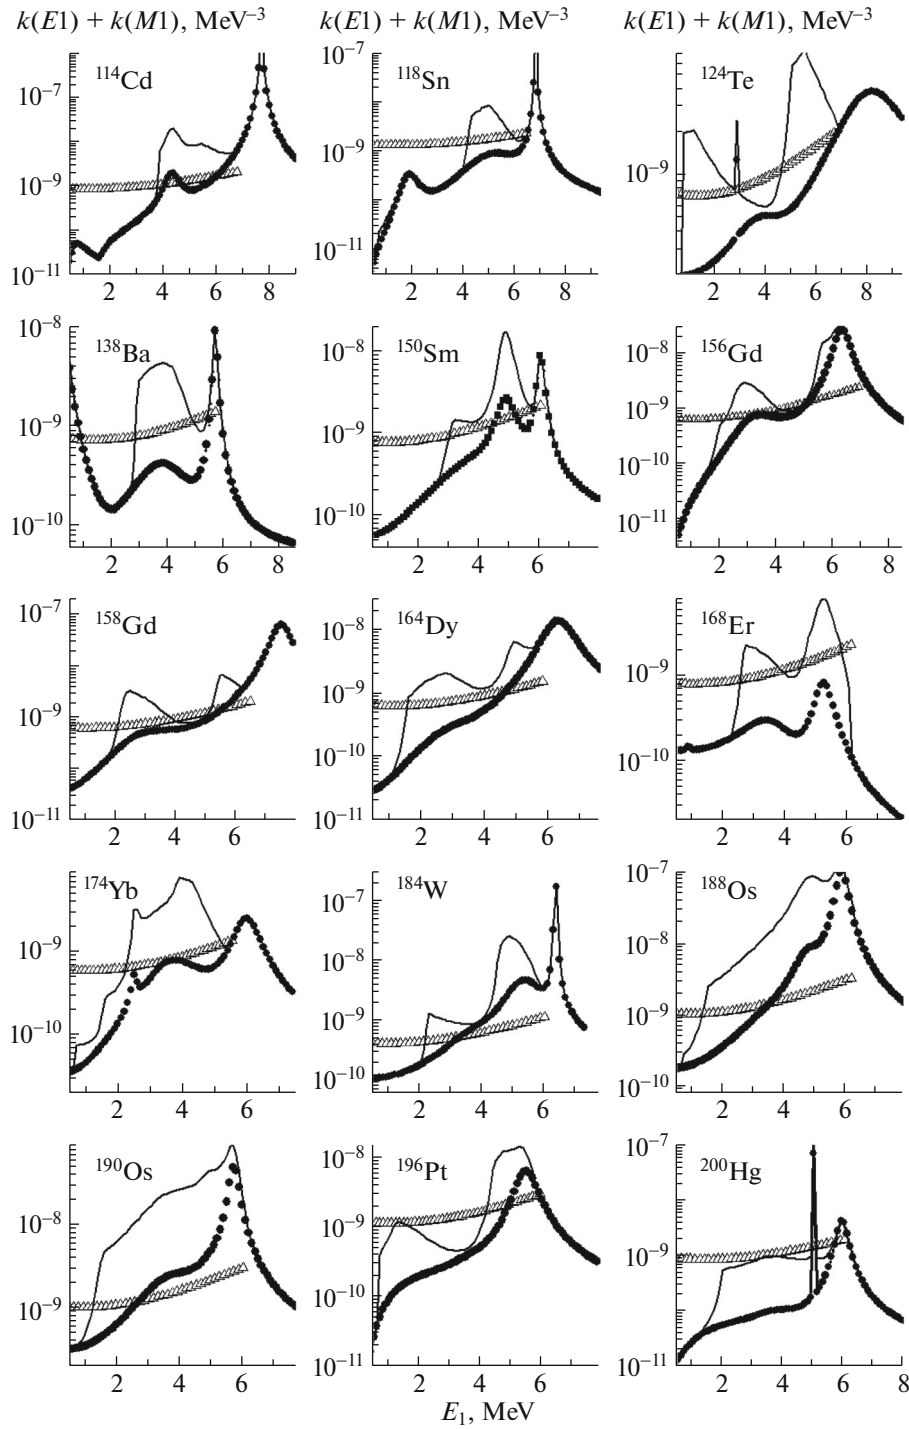 k(E1) + k(M1), MeV⁻³ k(E1) + k(M1), MeV⁻³ k(E1) + k(M1), MeV⁻³
¹¹⁴Cd ¹¹⁸Sn ¹²⁴Te
10⁻⁷ 10⁻⁹ 10⁻¹¹
10⁻⁷ 10⁻⁸ 10⁻⁹ 10⁻¹⁰ 10⁻¹¹
10⁻⁹
2 4 6 8 2 4 6 8 2 4 6 8
¹³⁸Ba ¹⁵⁰Sm ¹⁵⁶Gd
10⁻⁸ 10⁻⁹ 10⁻¹⁰
10⁻⁸ 10⁻⁹ 10⁻¹⁰
10⁻⁸ 10⁻⁹ 10⁻¹⁰ 10⁻¹¹
2 4 6 8 2 4 6 2 4 6 8
¹⁵⁸Gd ¹⁶⁴Dy ¹⁶⁸Er
10⁻⁷ 10⁻⁹ 10⁻¹¹
10⁻⁸ 10⁻⁹ 10⁻¹⁰ 10⁻¹¹
10⁻⁹ 10⁻¹⁰
2 4 6 2 4 6 2 4 6
¹⁷⁴Yb ¹⁸⁴W ¹⁸⁸Os
10⁻⁹ 10⁻¹⁰
10⁻⁷ 10⁻⁸ 10⁻⁹ 10⁻¹⁰
10⁻⁷ 10⁻⁸ 10⁻⁹ 10⁻¹⁰
2 4 6 2 4 6 2 4 6
¹⁹⁰Os ¹⁹⁶Pt ²⁰⁰Hg
10⁻⁸ 10⁻⁹
10⁻⁸ 10⁻⁹ 10⁻¹⁰ 10⁻¹¹
10⁻⁷ 10⁻⁹ 10⁻¹¹
2 4 6 2 4 6 2 4 6 8
E₁, MeV